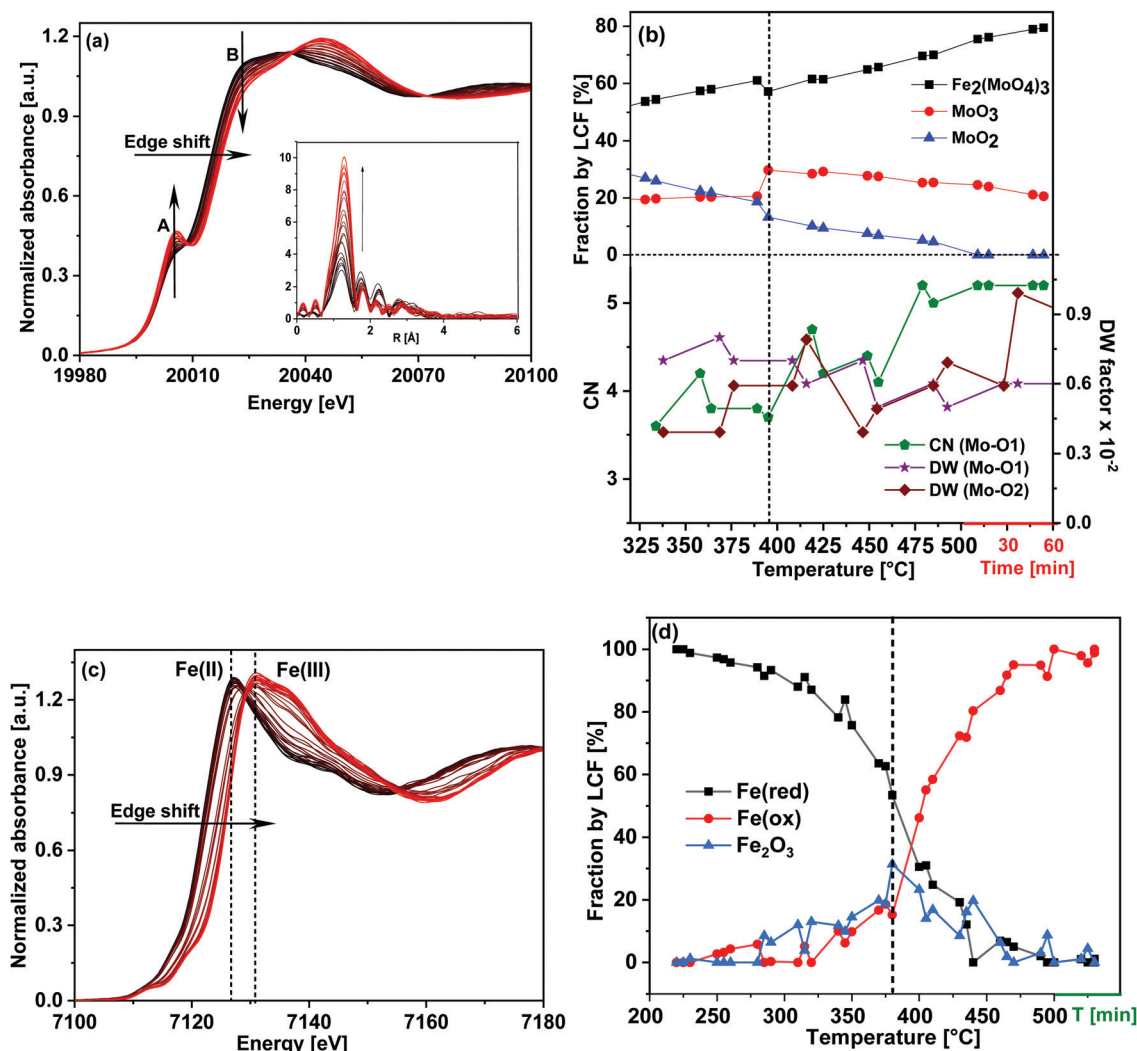 (a)
B
Edge shift
A
Normalized absorbance [a.u.]
1.2
0.9
0.6
0.3
0.0
19980 20010 20040 20070 20100
Energy [eV]
10
8
6
4
2
0
0 2 4 6
R [Å]
(b)
Fraction by LCF [%]
80
60
40
20
0
Fe2(MoO4)3
MoO3
MoO2
CN
5
4
3
DW factor x 10-2
0.9
0.6
0.3
0.0
CN (Mo-O1)
DW (Mo-O1)
DW (Mo-O2)
325 350 375 400 425 450 475 500 30 60
Temperature [°C] Time [min]
(c)
Fe(II) Fe(III)
Edge shift
Normalized absorbance [a.u.]
1.2
0.9
0.6
0.3
0.0
7100 7120 7140 7160 7180
Energy [eV]
(d)
Fraction by LCF [%]
100
80
60
40
20
0
Fe(red)
Fe(ox)
Fe2O3
200 250 300 350 400 450 500 T [min]
Temperature [°C]